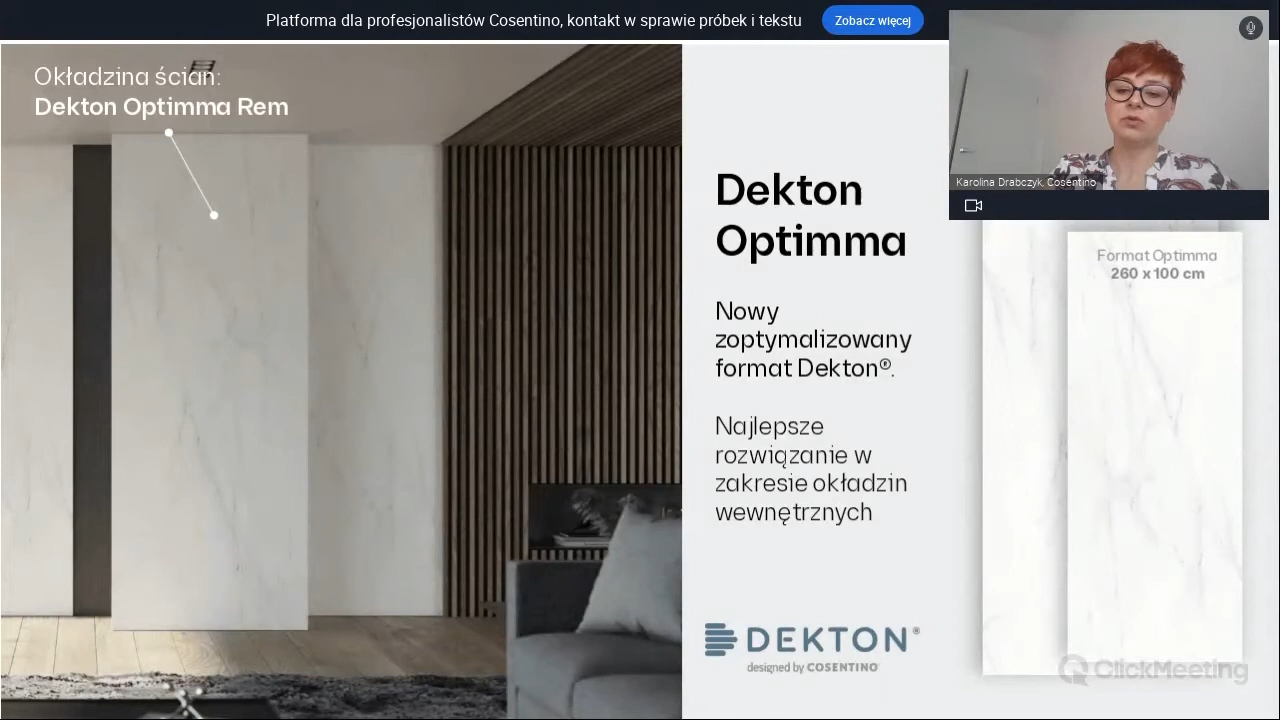 Platforma dla profesjonalistów Cosentino, kontakt w sprawie próbek i tekstu
Zobacz więcej
Okładzina ścian:
Dekton Optimma Rem
Karolina Drabczyk, Cosentino
Dekton
Optimma
Format Optimma
260 x 100 cm
Nowy
zoptymalizowany
format Dekton®.
Najlepsze
rozwiązanie w
zakresie okładzin
wewnętrznych
DEKTON®
designed by COSENTINO
ClickMeeting